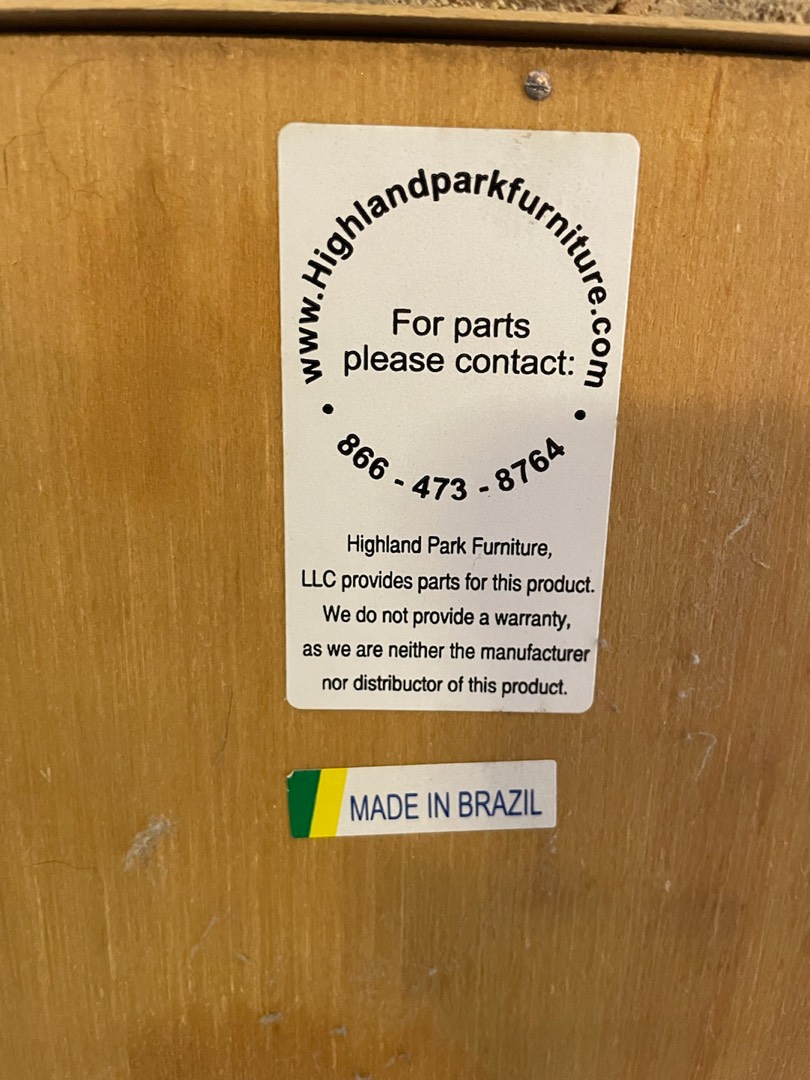 www.Highlandparkfurniture.com
For parts
please contact:
• 866 - 473 - 8764 •
Highland Park Furniture,
LLC provides parts for this product.
We do not provide a warranty,
as we are neither the manufacturer
nor distribuctor of this product.
MADE IN BRAZIL